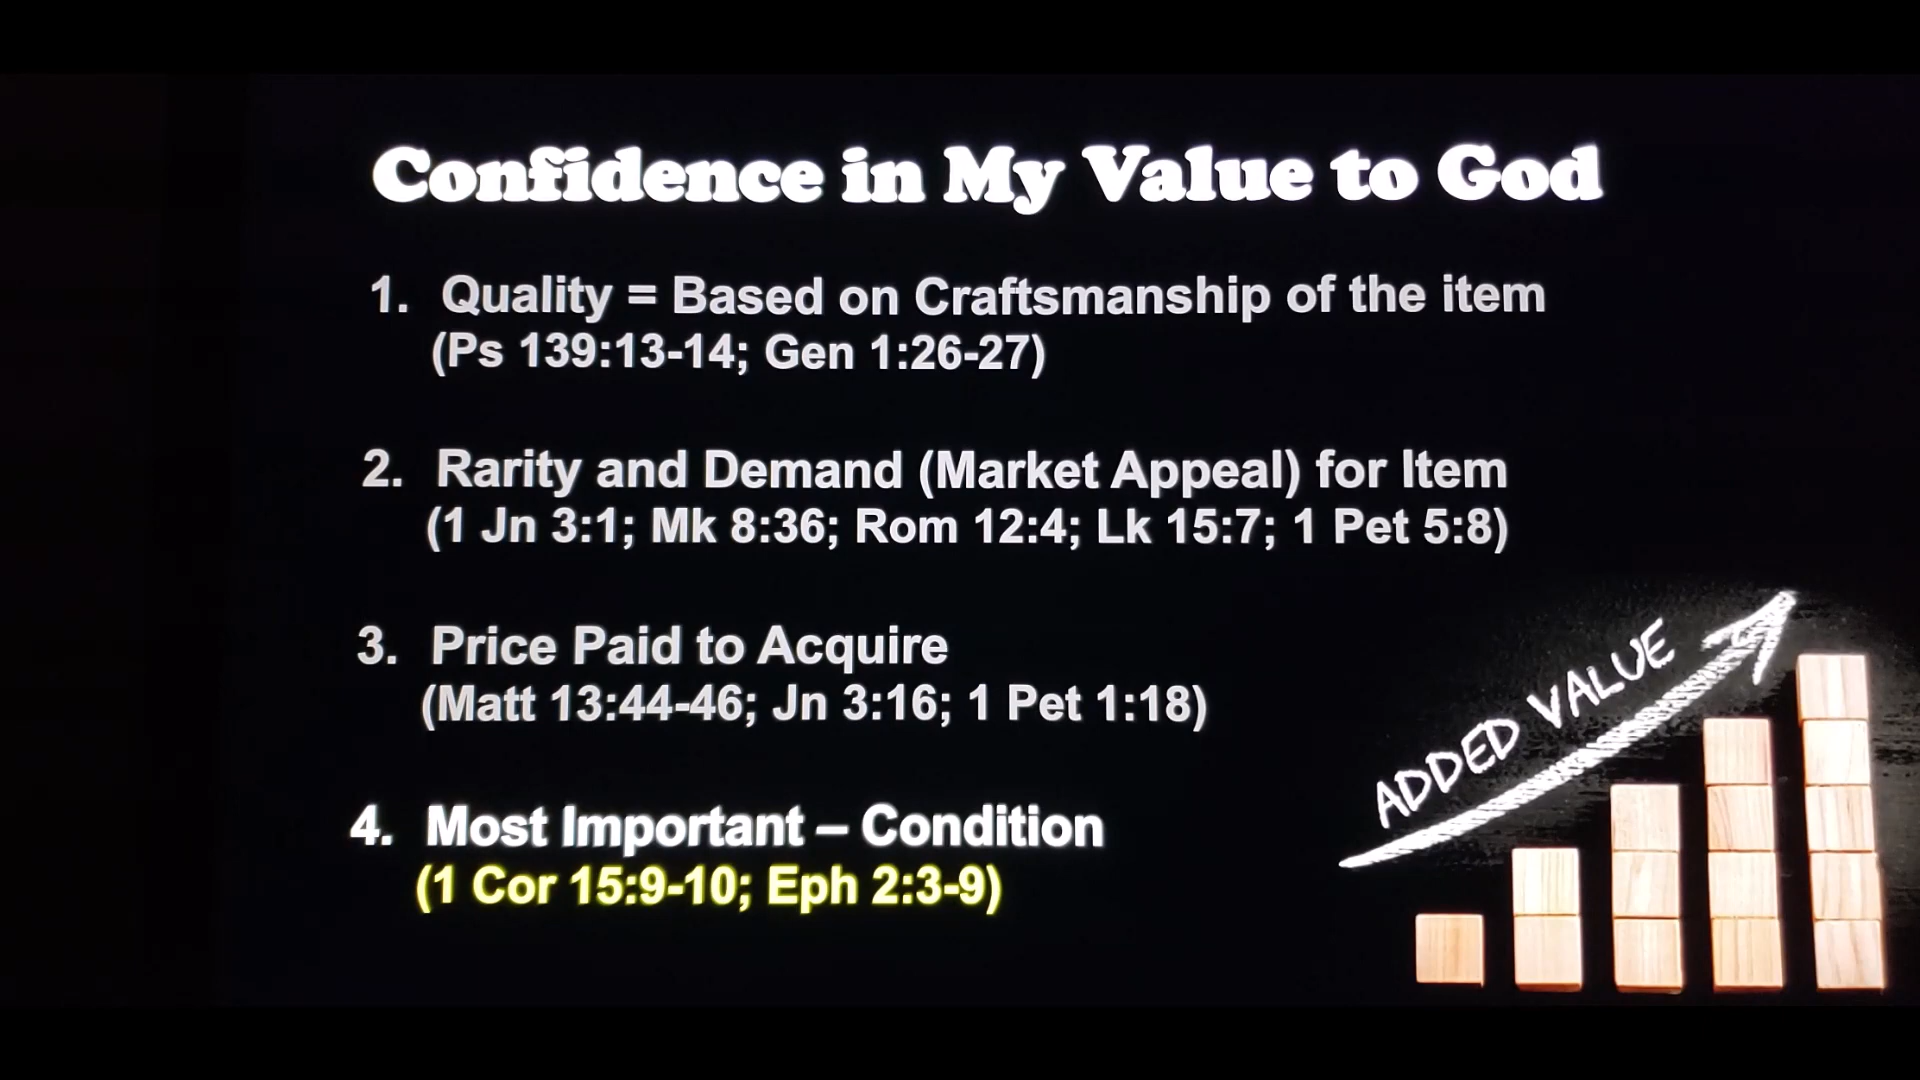 Confidence in My Value to God
1. Quality = Based on Craftsmanship of the item
(Ps 139:13-14; Gen 1:26-27)
2. Rarity and Demand (Market Appeal) for Item
(1 Jn 3:1; Mk 8:36; Rom 12:4; Lk 15:7; 1 Pet 5:8)
3. Price Paid to Acquire
(Matt 13:44-46; Jn 3:16; 1 Pet 1:18)
4. Most Important – Condition
(1 Cor 15:9-10; Eph 2:3-9)
ADDED VALUE